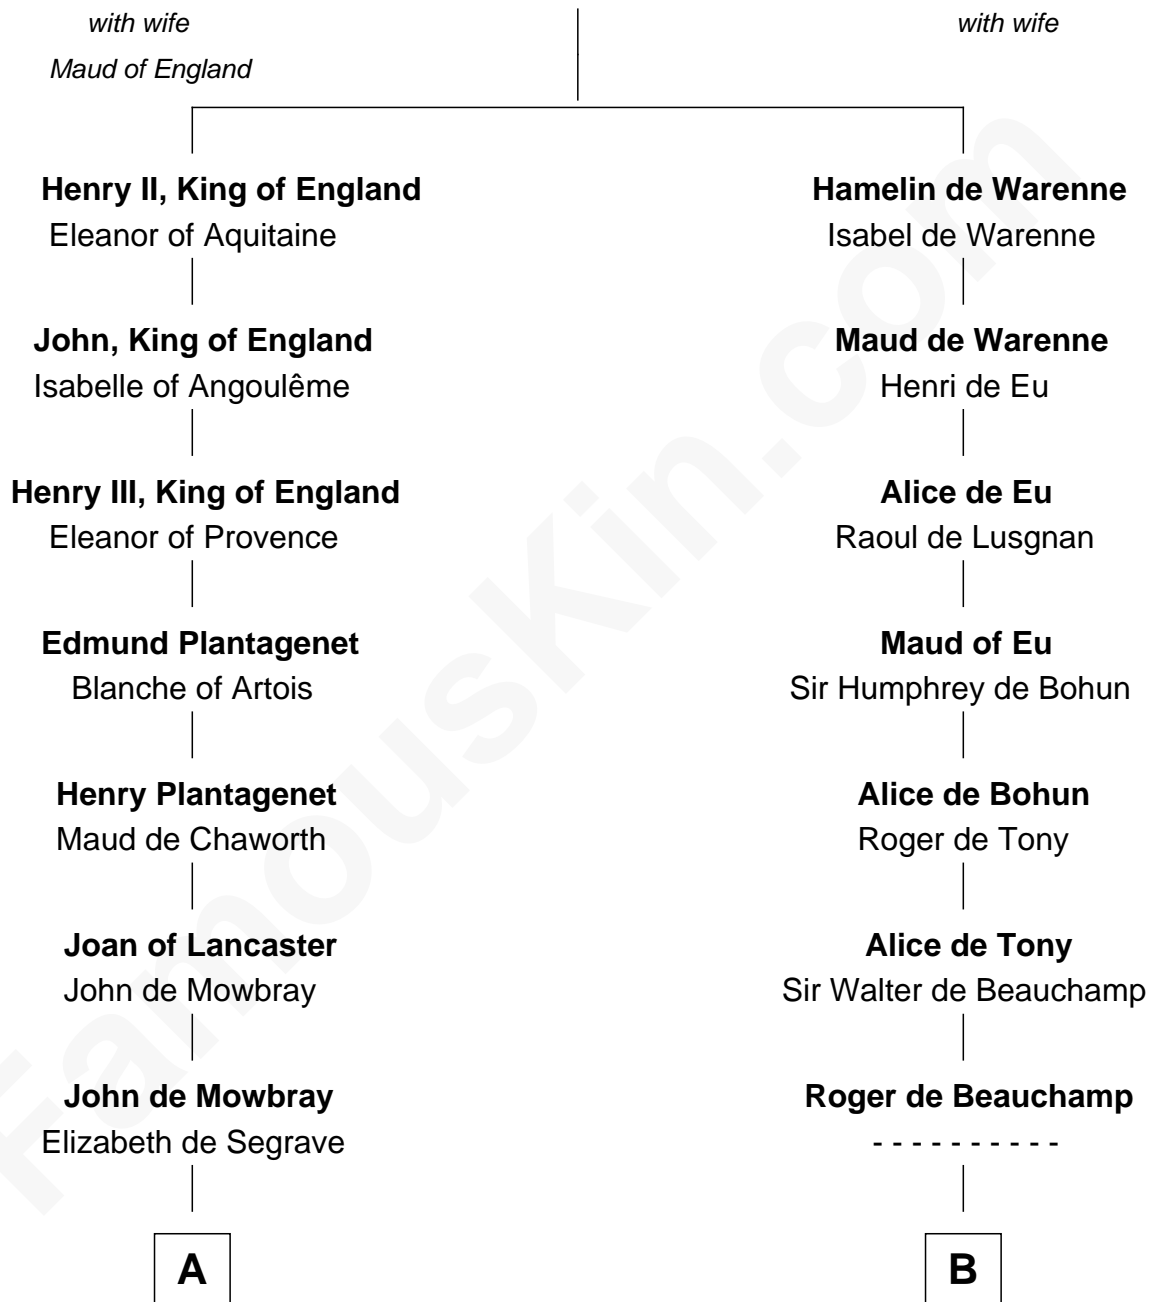 with wife
Maud of England
with wife
Henry II, King of England
Eleanor of Aquitaine
Hamelin de Warenne
Isabel de Warenne
John, King of England
Isabelle of Angoulême
Maud de Warenne
Henri de Eu
Henry III, King of England
Eleanor of Provence
Alice de Eu
Raoul de Lusgnan
Edmund Plantagenet
Blanche of Artois
Maud of Eu
Sir Humphrey de Bohun
Henry Plantagenet
Maud de Chaworth
Alice de Bohun
Roger de Tony
Joan of Lancaster
John de Mowbray
Alice de Tony
Sir Walter de Beauchamp
John de Mowbray
Elizabeth de Segrave
Roger de Beauchamp
- - - - - - - - - -
A
B
FamousKin.com